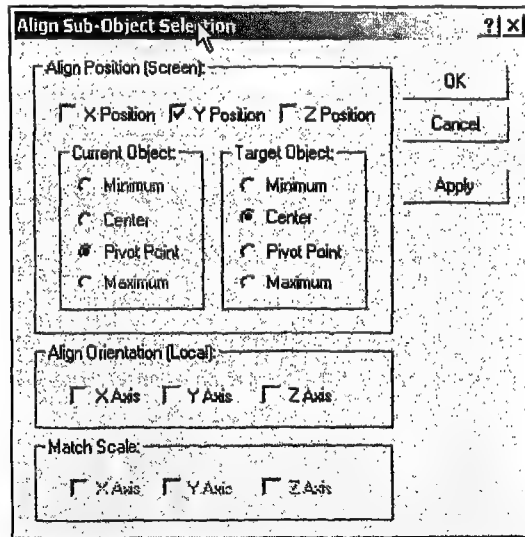 Align Sub-Object Selection ? X
Align Position (Screen):
X Position Y Position Z Position
Current Object: Target Object:
Minimum Minimum
Center Center
Pivot Point Pivot Point
Maximum Maximum
OK
Cancel
Apply
Align Orientation (Local):
X Axis Y Axis Z Axis
Match Scale:
X Axis Y Axis Z Axis